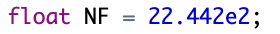 float NF = 22.442e2;